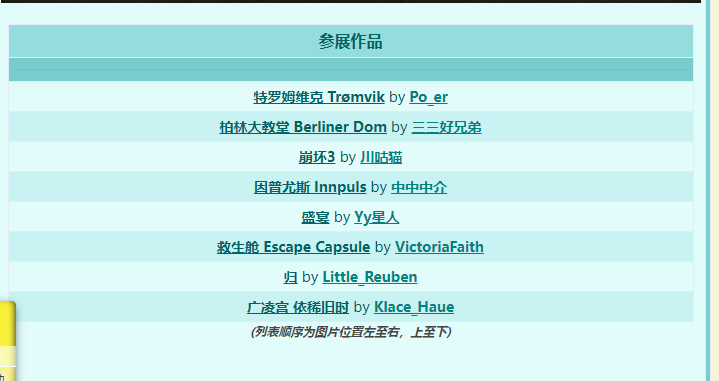 参展作品
特罗姆维克 Trømvik by Po_er
柏林大教堂 Berliner Dom by 三三好兄弟
崩坏3 by 川咕猫
因普尤斯 Innpuls by 中中中介
盛宴 by Yy星人
救生舱 Escape Capsule by VictoriaFaith
归 by Little_Reuben
广凌宫 依稀旧时 by Klace_Haue
(列表顺序为图片位置左至右，上至下)